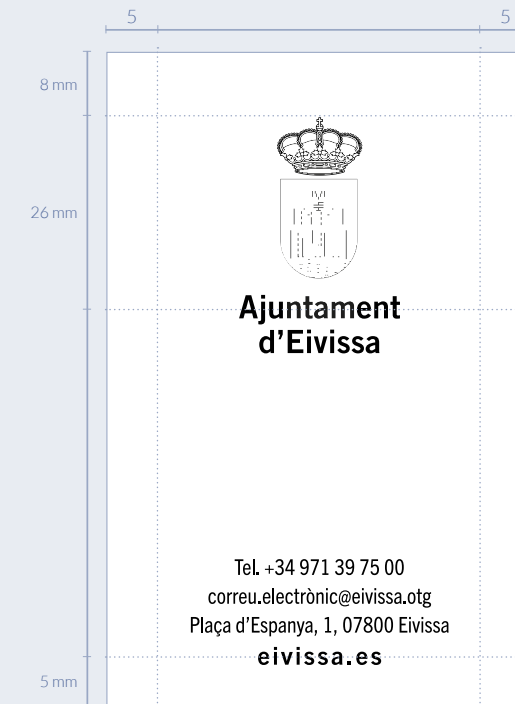 5 5
8 mm
26 mm
Ajuntament
d’Eivissa
Tel. +34 971 39 75 00
correu.electrònic@eivissa.otg
Plaça d’Espanya, 1, 07800 Eivissa
eivissa.es
5 mm